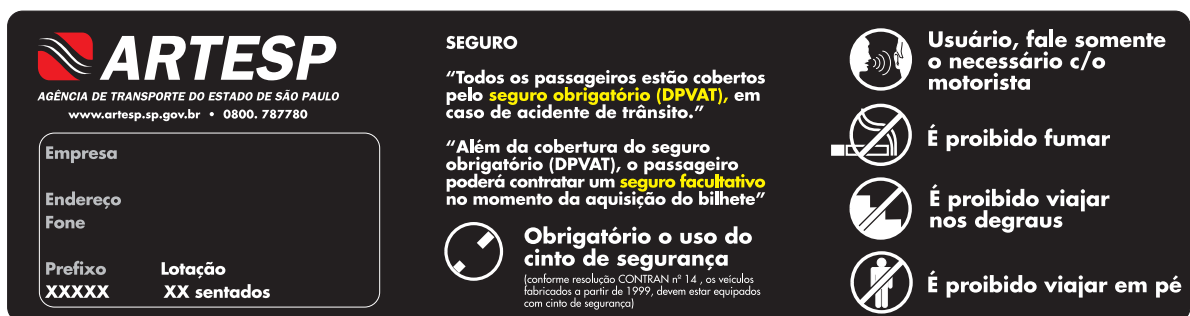 ARTESP
AGÊNCIA DE TRANSPORTE DO ESTADO DE SÃO PAULO
www.artesp.sp.gov.br • 0800. 787780
Empresa
Endereço
Fone
Prefixo Lotação
XXXXX XX sentados
SEGURO
“Todos os passageiros estão cobertos
pelo seguro obrigatório (DPVAT), em
caso de acidente de trânsito.”
“Além da cobertura do seguro
obrigatório (DPVAT), o passageiro
poderá contratar um seguro facultativo
no momento da aquisição do bilhete”
Obrigatório o uso do
cinto de segurança
(conforme resolução CONTRAN nº 14 , os veículos
fabricados a partir de 1999, devem estar equipados
com cinto de segurança)
Usuário, fale somente
o necessário c/o
motorista
É proibido fumar
É proibido viajar
nos degraus
É proibido viajar em pé